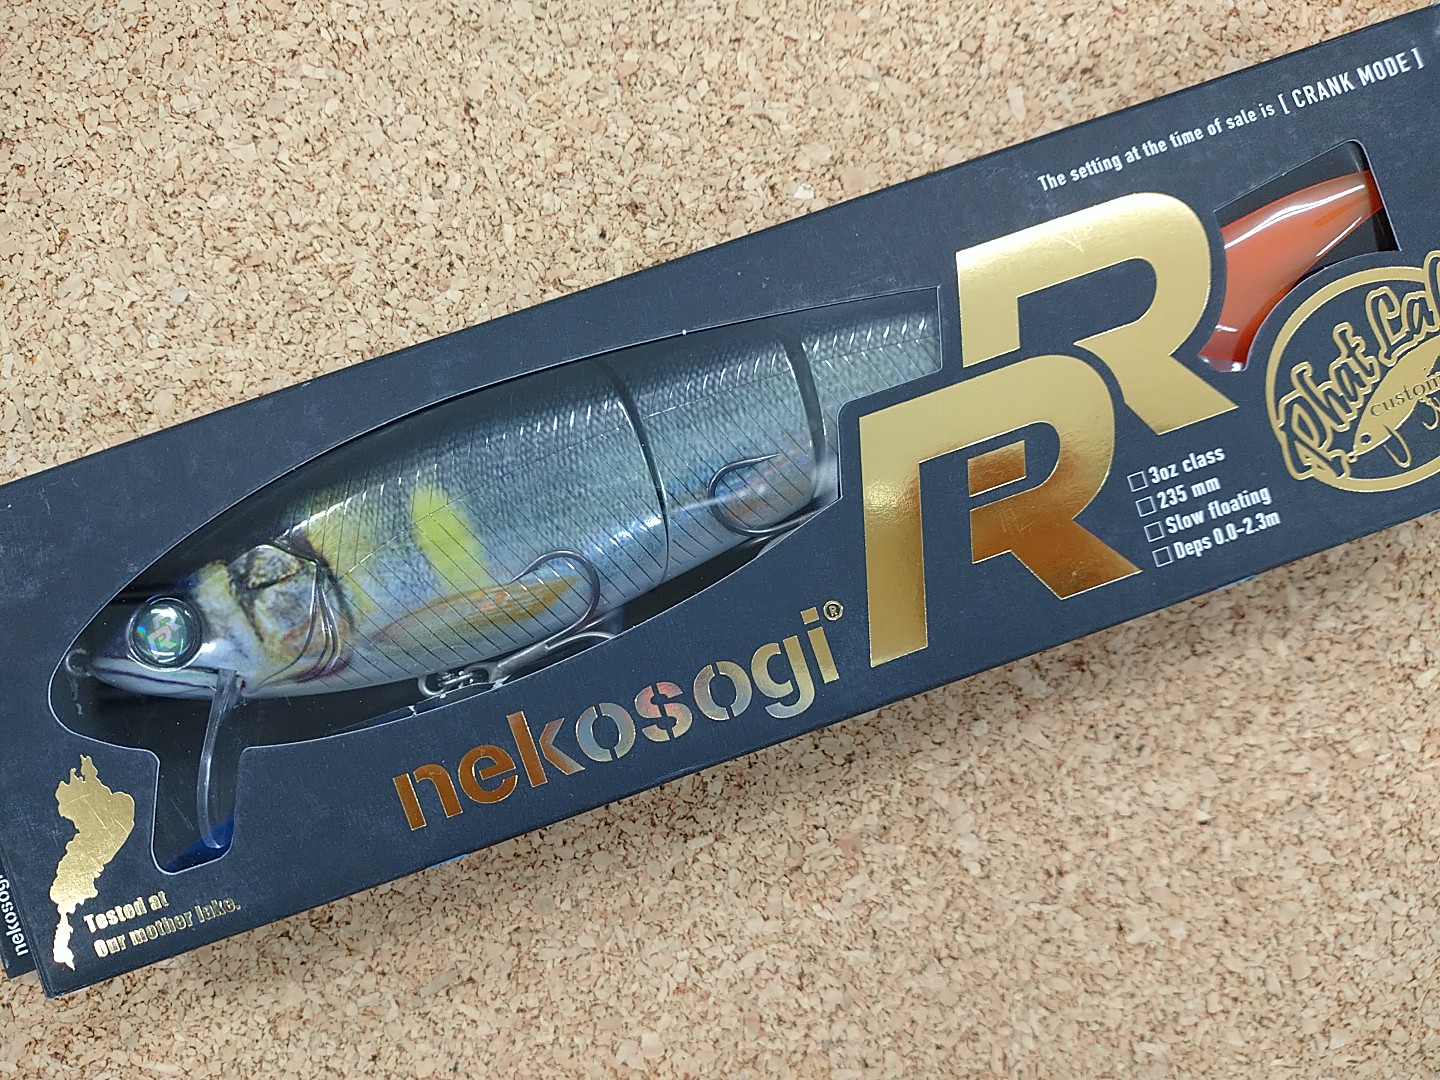 The setting at the time of sale is [ CRANK MODE ]
RR
3oz class
235 mm
Slow floating
Deps 0.0-2.3m
Phat Lab
custom
nekosogi®
Tested at
Our mother lake.
nekosogi